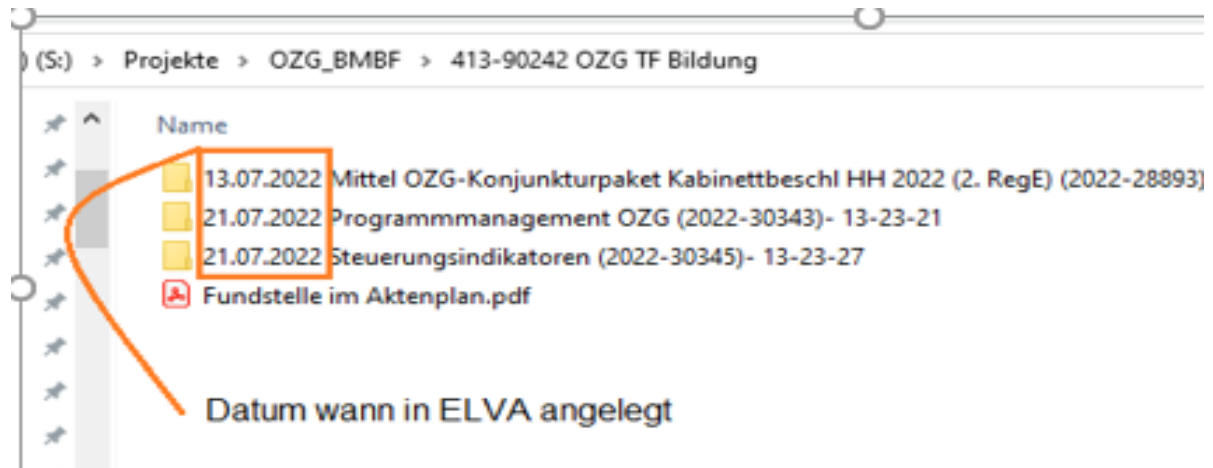 ) (S:) > Projekte > OZG_BMBF > 413-90242 OZG TF Bildung
Name
13.07.2022 Mittel OZG-Konjunkturpaket Kabinettbeschl HH 2022 (2. RegE) (2022-28893)
21.07.2022 Programmmanagement OZG (2022-30343)- 13-23-21
21.07.2022 Steuerungsindikatoren (2022-30345)- 13-23-27
Fundstelle im Aktenplan.pdf
Datum wann in ELVA angelegt